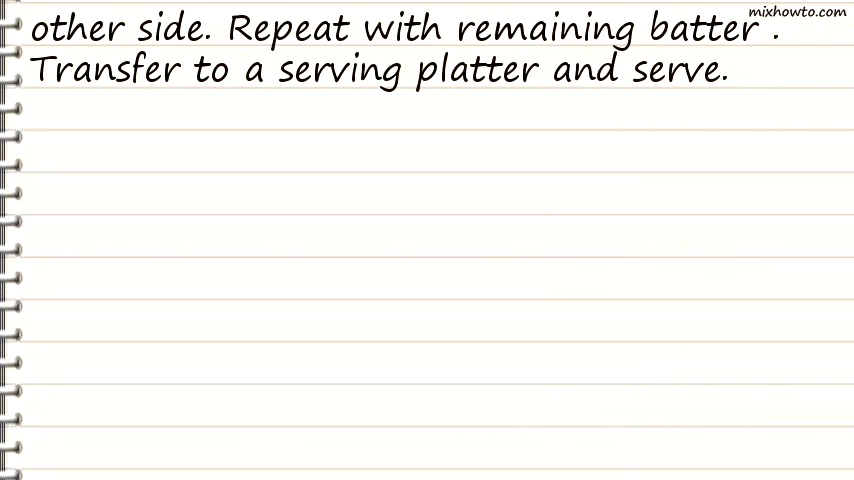 mixhowto.com
other side. Repeat with remaining batter .
Transfer to a serving platter and serve.